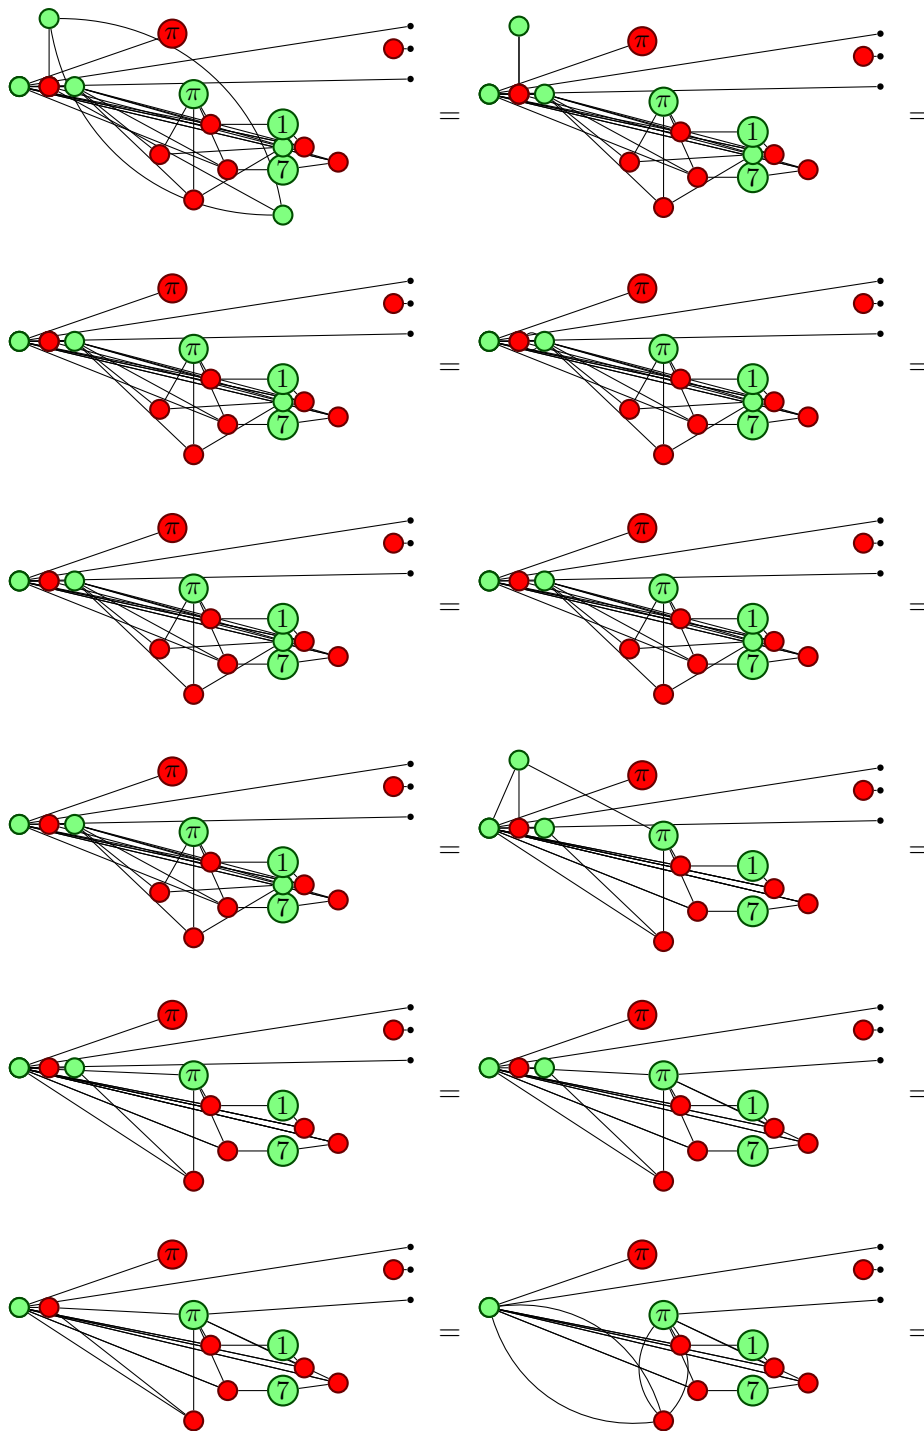 π π
π 1 = π 1 =
7 7
π π
π 1 = π 1 =
7 7
π π
π 1 = π 1 =
7 7
π π
π 1 = π 1 =
7 7
π π
π 1 = π 1 =
7 7
π π
π 1 = π 1 =
7 7